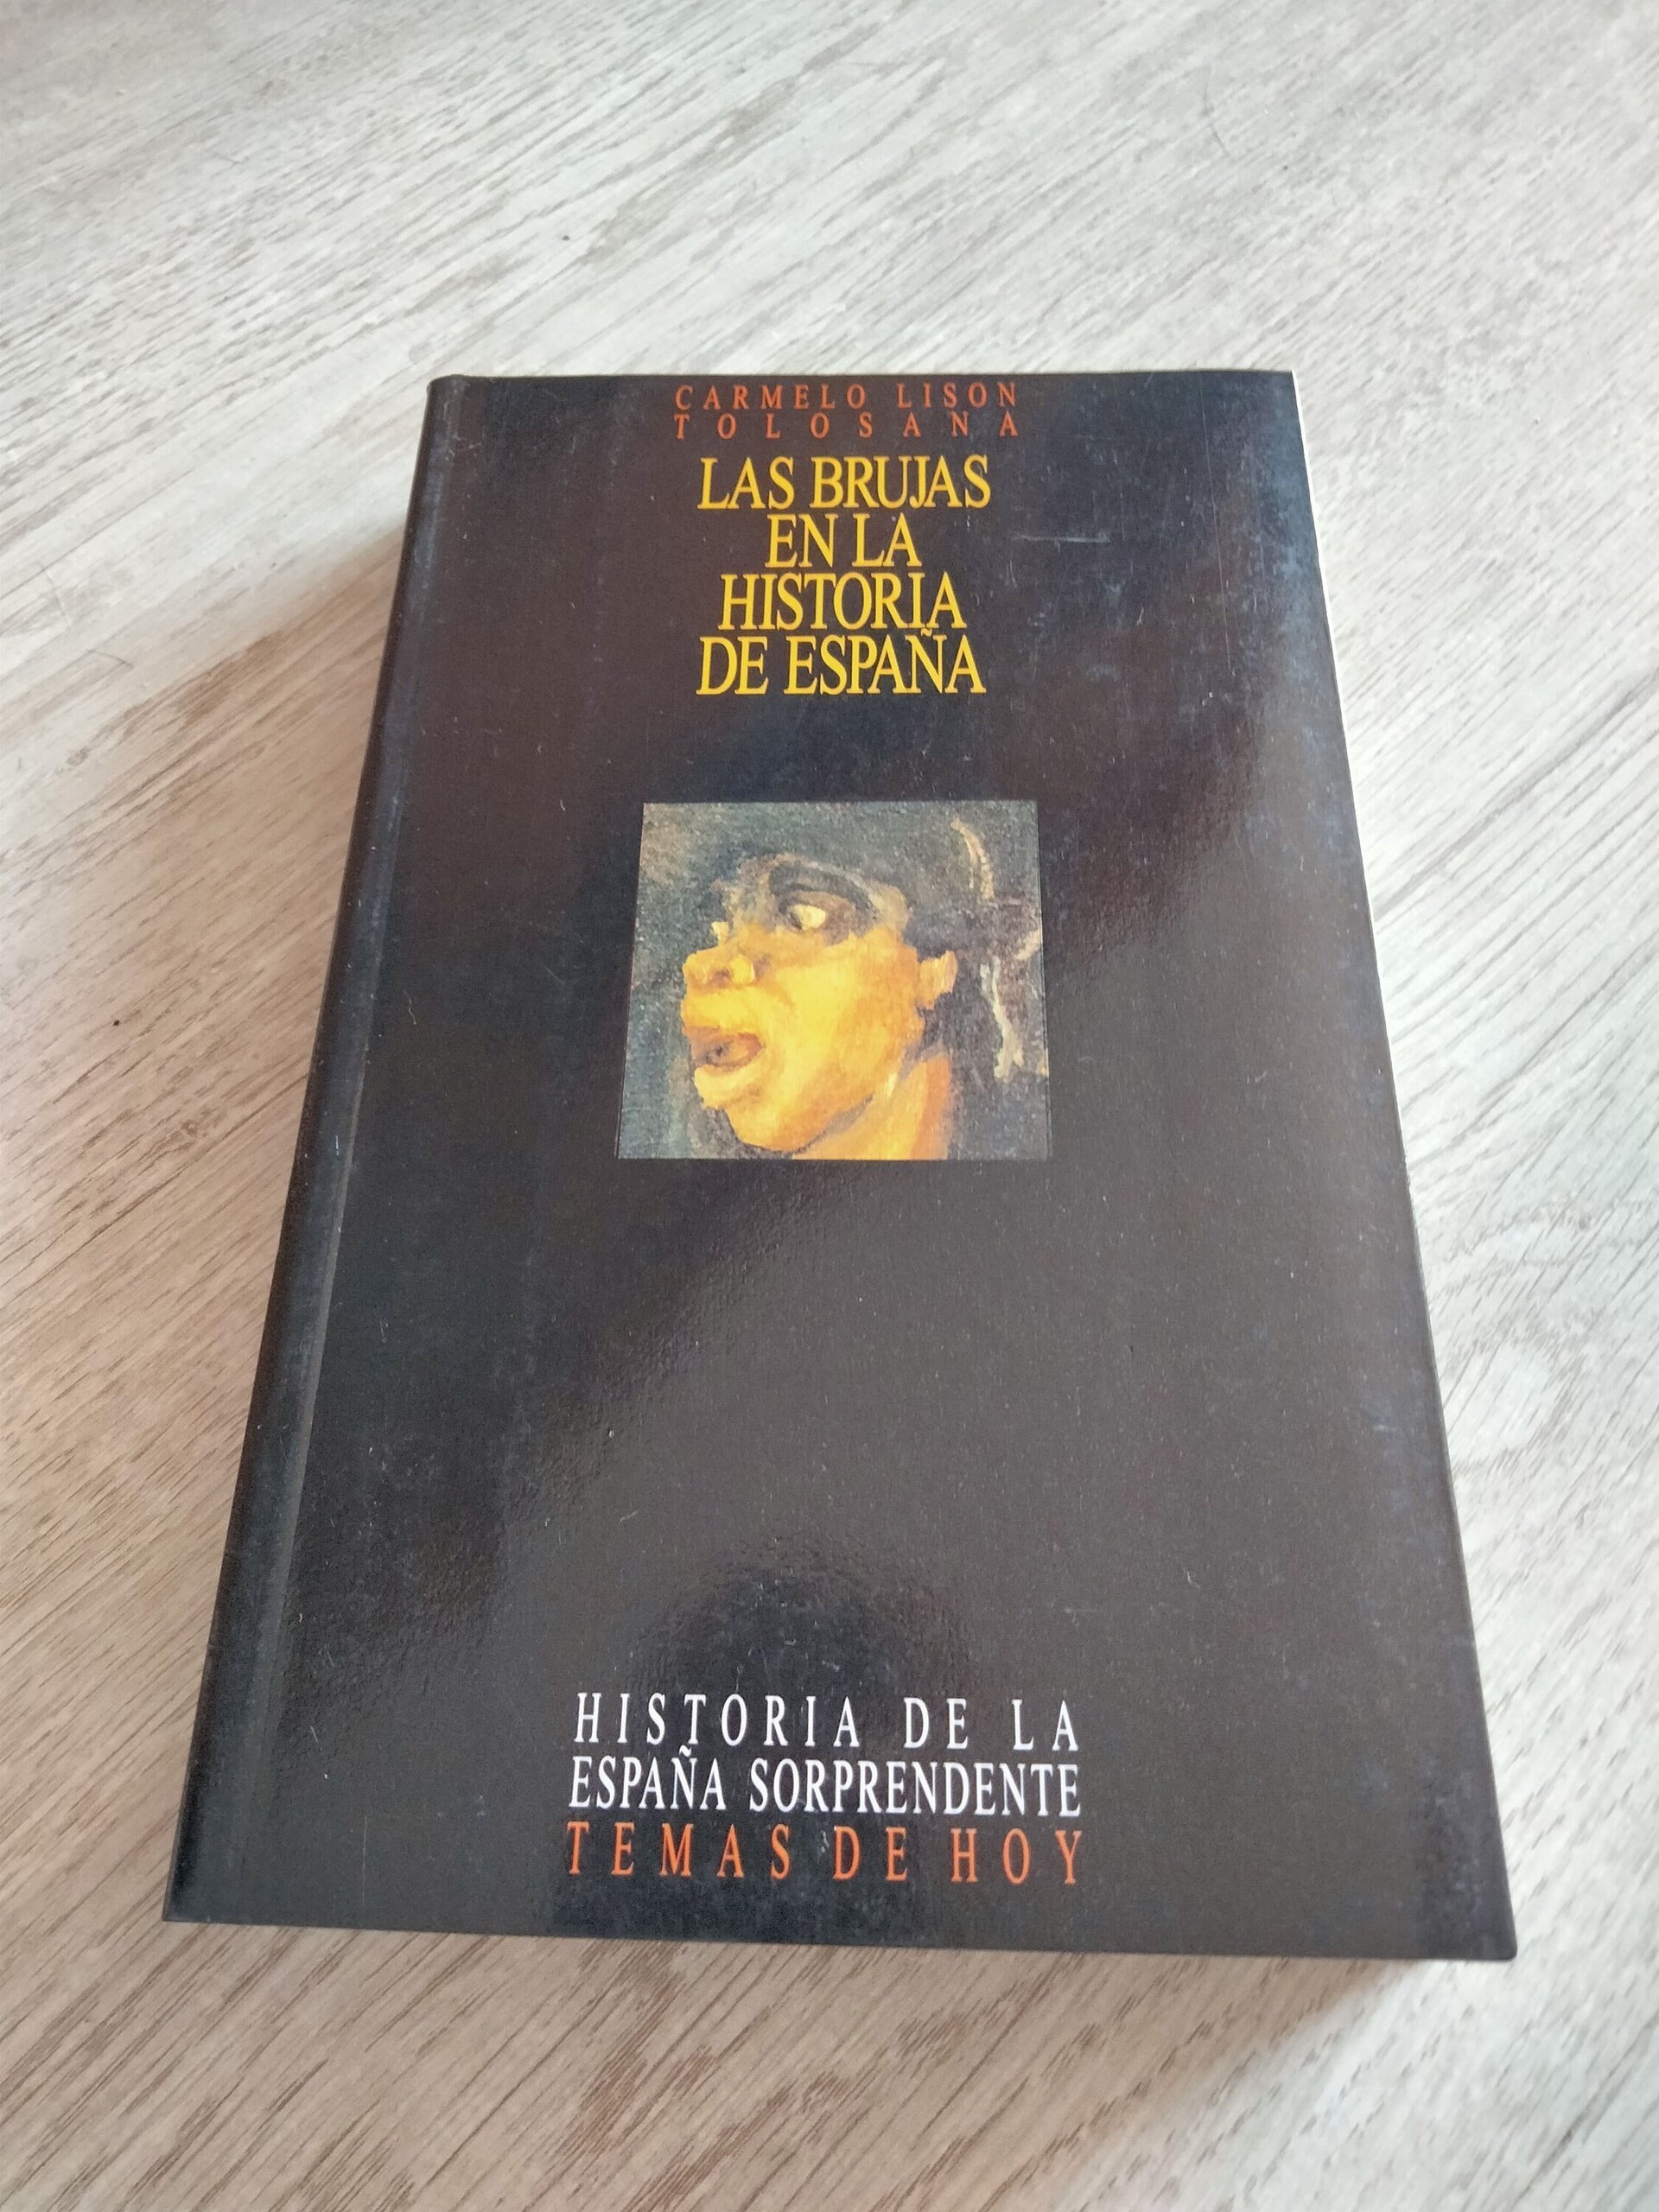 CARMELO LISON
TOLOSANA
LAS BRUJAS
EN LA
HISTORIA
DE ESPAÑA
HISTORIA DE LA
ESPAÑA SORPRENDENTE
TEMAS DE HOY